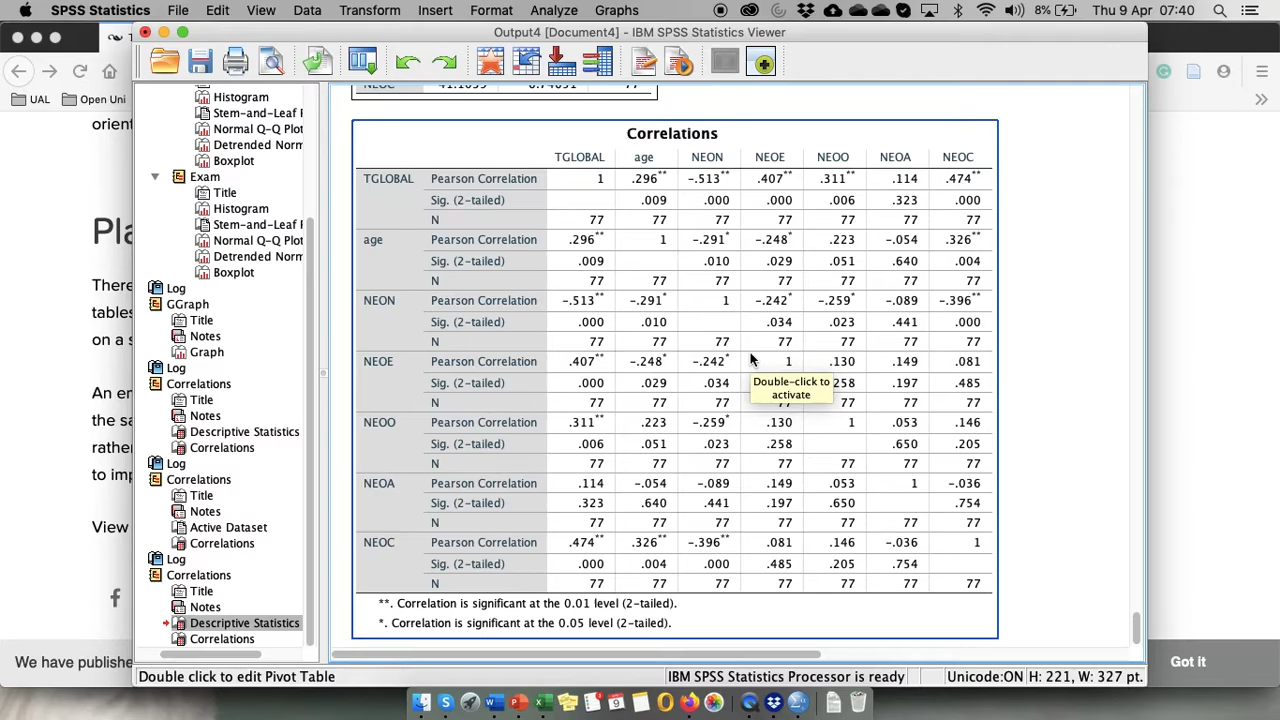 SPSS Statistics File Edit View Data Transform Insert Format Analyze Graphs 8% Thu 9 Apr 07:40
Output4 [Document4] - IBM SPSS Statistics Viewer
UAL Open Uni
orient
Pla
There
tables
on a s
An en
the sa
rathe
to imp
View
We have publishe
Got it
Histogram
Stem-and-Leaf F
Normal Q-Q Plot
Detrended Norm
Boxplot
Exam
Title
Histogram
Stem-and-Leaf F
Normal Q-Q Plot
Detrended Norm
Boxplot
Log
GGraph
Title
Notes
Graph
Log
Correlations
Title
Notes
Descriptive Statistics
Correlations
Log
Correlations
Title
Notes
Active Dataset
Correlations
Log
Correlations
Title
Notes
Descriptive Statistics
Correlations
Correlations
TGLOBAL age NEON NEOE NEOO NEOA NEOC
TGLOBAL Pearson Correlation 1 .296** -.513** .407** .311** .114 .474**
Sig. (2-tailed) .009 .000 .000 .006 .323 .000
N 77 77 77 77 77 77 77
age Pearson Correlation .296** 1 -.291* -.248* .223 -.054 .326**
Sig. (2-tailed) .009 .010 .029 .051 .640 .004
N 77 77 77 77 77 77 77
NEON Pearson Correlation -.513** -.291* 1 -.242* -.259* -.089 -.396**
Sig. (2-tailed) .000 .010 .034 .023 .441 .000
N 77 77 77 77 77 77 77
NEOE Pearson Correlation .407** -.248* -.242* 1 .130 .149 .081
Sig. (2-tailed) .000 .029 .034 258 .197 .485
N 77 77 77 77 77 77 77
Double-click to
activate
NEOO Pearson Correlation .311** .223 -.259* .130 1 .053 .146
Sig. (2-tailed) .006 .051 .023 .258 .650 .205
N 77 77 77 77 77 77 77
NEOA Pearson Correlation .114 -.054 -.089 .149 .053 1 -.036
Sig. (2-tailed) .323 .640 .441 .197 .650 .754
N 77 77 77 77 77 77 77
NEOC Pearson Correlation .474** .326** -.396** .081 .146 -.036 1
Sig. (2-tailed) .000 .004 .000 .485 .205 .754
N 77 77 77 77 77 77 77
**. Correlation is significant at the 0.01 level (2-tailed).
*. Correlation is significant at the 0.05 level (2-tailed).
Double click to edit Pivot Table
IBM SPSS Statistics Processor is ready
Unicode:ON H: 221, W: 327 pt.